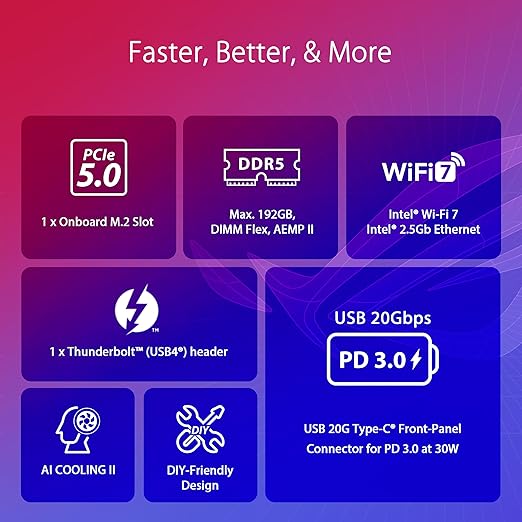 Faster, Better, & More
PCIe
5.0
1 x Onboard M.2 Slot
DDR5
Max. 192GB,
DIMM Flex, AEMP II
WiFi 7
Intel® Wi-Fi 7
Intel® 2.5Gb Ethernet
TM
1 x Thunderbolt™ (USB4®) header
USB 20Gbps
PD 3.0
USB 20G Type-C® Front-Panel
Connector for PD 3.0 at 30W
AI COOLING II
DIY
DIY-Friendly
Design